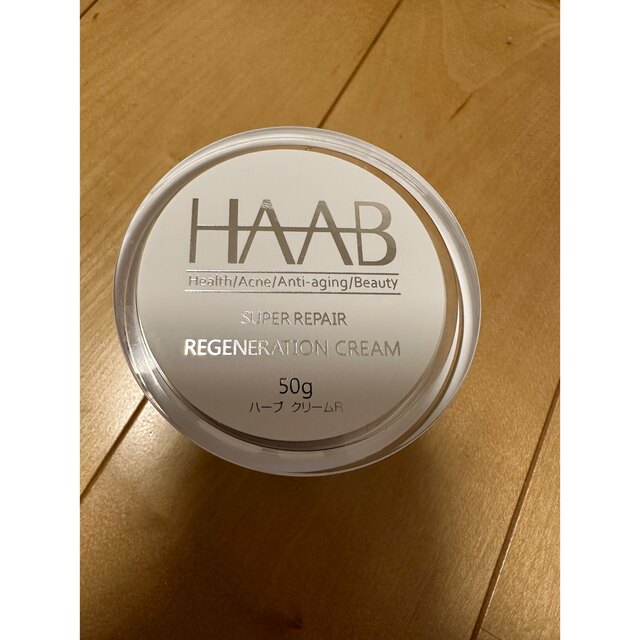 HAAB
Health/Acne/Anti-aging/Beauty
SUPER REPAIR
REGENERATION CREAM
50g
ハーブ クリームR